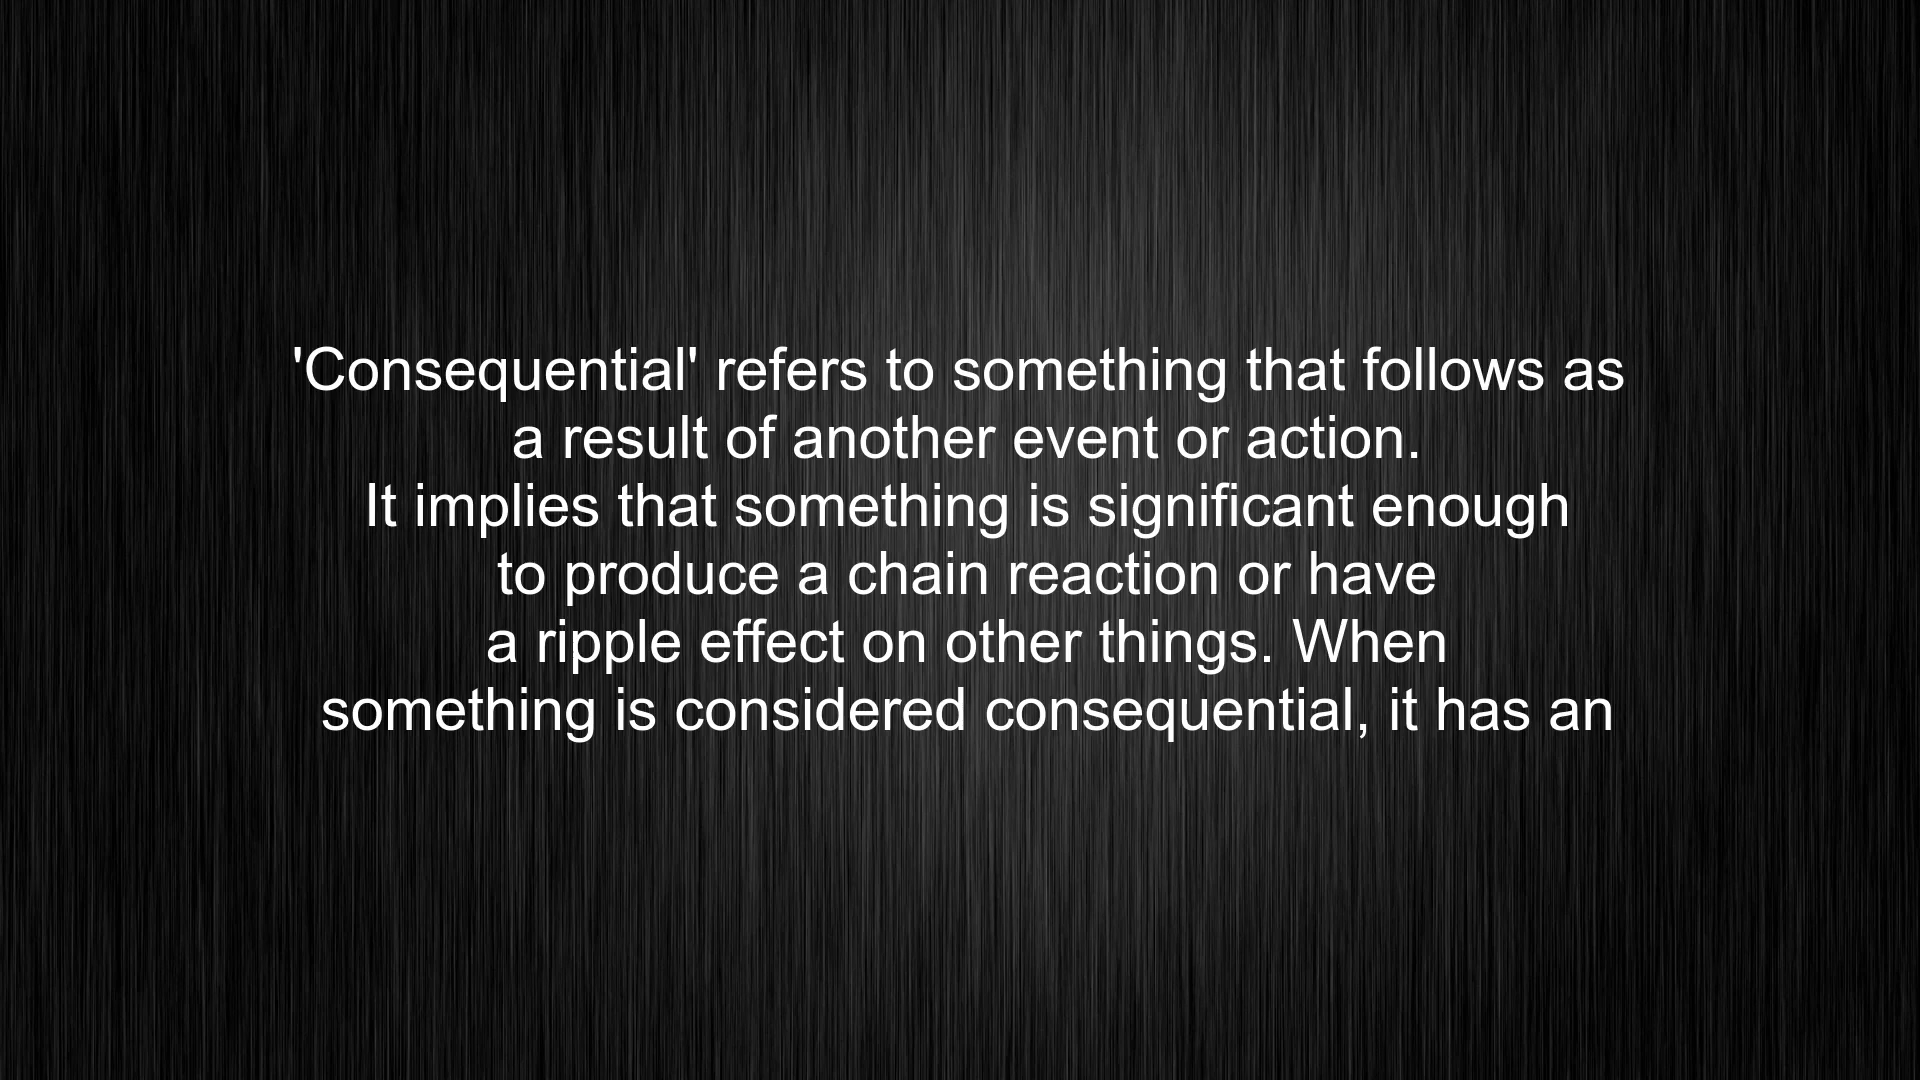 'Consequential' refers to something that follows as
a result of another event or action.
It implies that something is significant enough
to produce a chain reaction or have
a ripple effect on other things. When
something is considered consequential, it has an